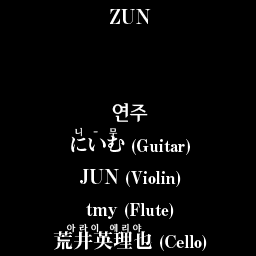 ZUN
연주
니 - 무
にいむ (Guitar)
JUN (Violin)
tmy (Flute)
아라이 에리야
荒井英理也 (Cello)